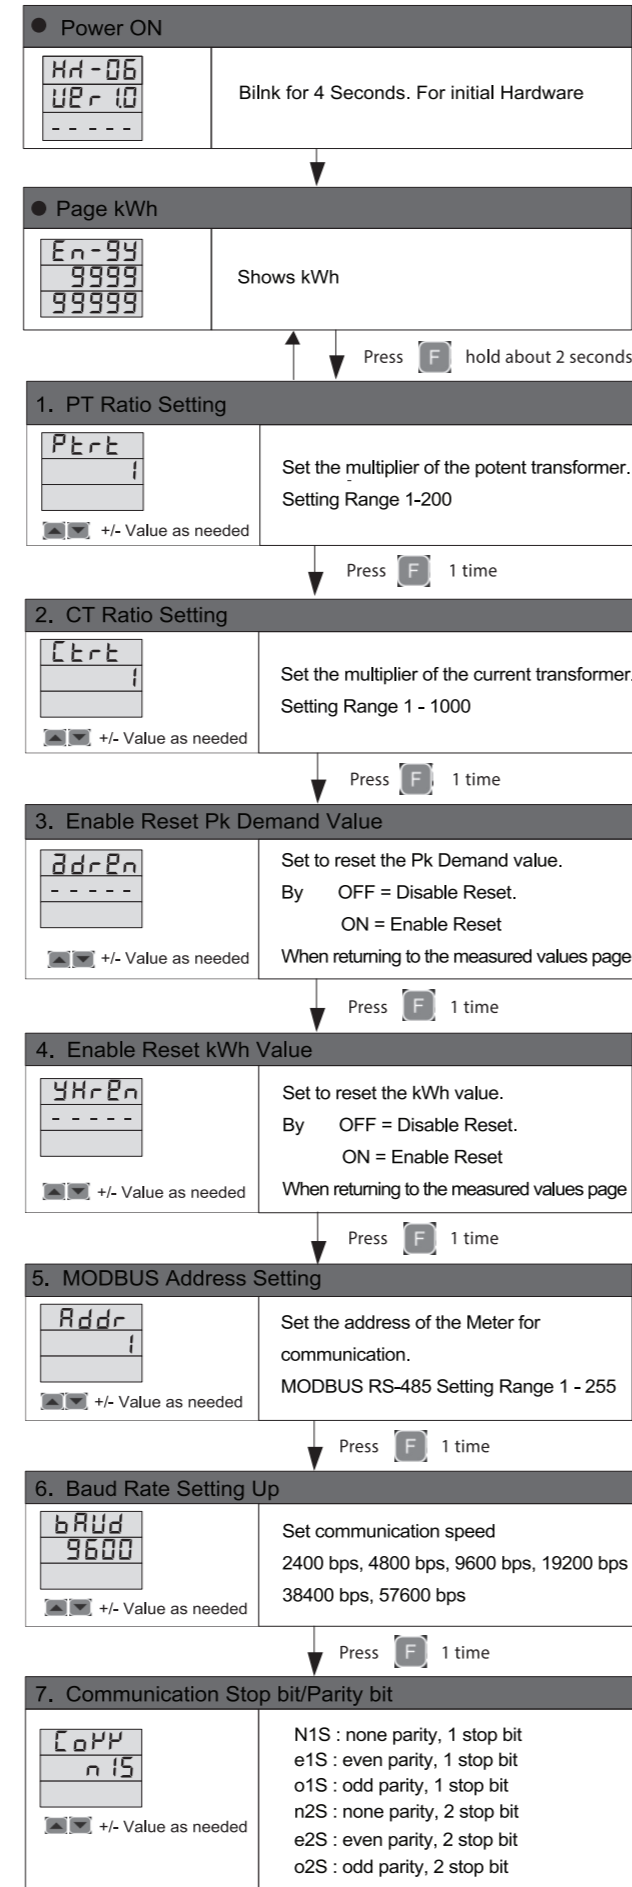 ● Power ON
Hd-06
VEr 1.0
- - - - -
Bilnk for 4 Seconds. For initial Hardware
● Page kWh
En-gy
9999
99999
Shows kWh
Press F hold about 2 seconds
1. PT Ratio Setting
Ptrt
1
Set the multiplier of the potent transformer.
Setting Range 1-200
+/- Value as needed
Press F 1 time
2. CT Ratio Setting
Ctrt
1
Set the multiplier of the current transformer.
Setting Range 1 - 1000
+/- Value as needed
Press F 1 time
3. Enable Reset Pk Demand Value
- - - - -
Set to reset the Pk Demand value.
By OFF = Disable Reset.
ON = Enable Reset
+/- Value as needed
When returning to the measured values page
Press F 1 time
4. Enable Reset kWh Value
- - - - -
Set to reset the kWh value.
By OFF = Disable Reset.
ON = Enable Reset
+/- Value as needed
When returning to the measured values page
Press F 1 time
5. MODBUS Address Setting
Addr
1
Set the address of the Meter for
communication.
MODBUS RS-485 Setting Range 1 - 255
+/- Value as needed
Press F 1 time
6. Baud Rate Setting Up
bAUd
9600
Set communication speed
2400 bps, 4800 bps, 9600 bps, 19200 bps
38400 bps, 57600 bps
+/- Value as needed
Press F 1 time
7. Communication Stop bit/Parity bit
n1S
+/- Value as needed
N1S : none parity, 1 stop bit
e1S : even parity, 1 stop bit
o1S : odd parity, 1 stop bit
n2S : none parity, 2 stop bit
e2S : even parity, 2 stop bit
o2S : odd parity, 2 stop bit